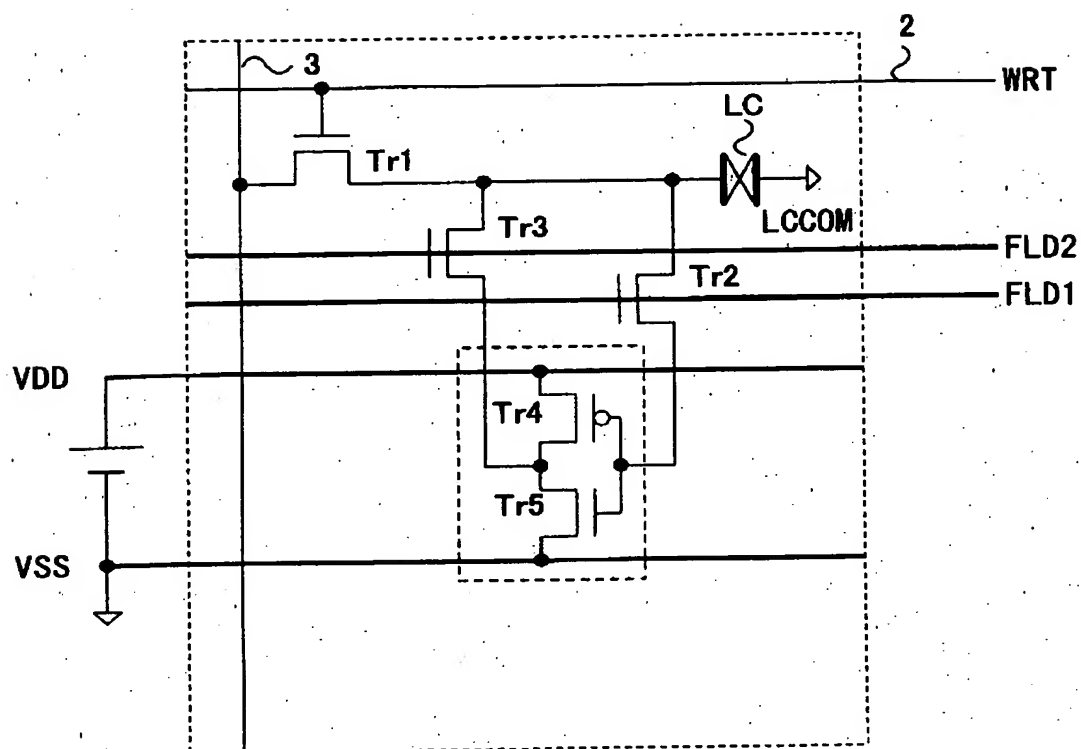 2
3
WRT
LC
Tr1
LCCOM
Tr3
FLD2
Tr2
FLD1
VDD
Tr4
Tr5
VSS